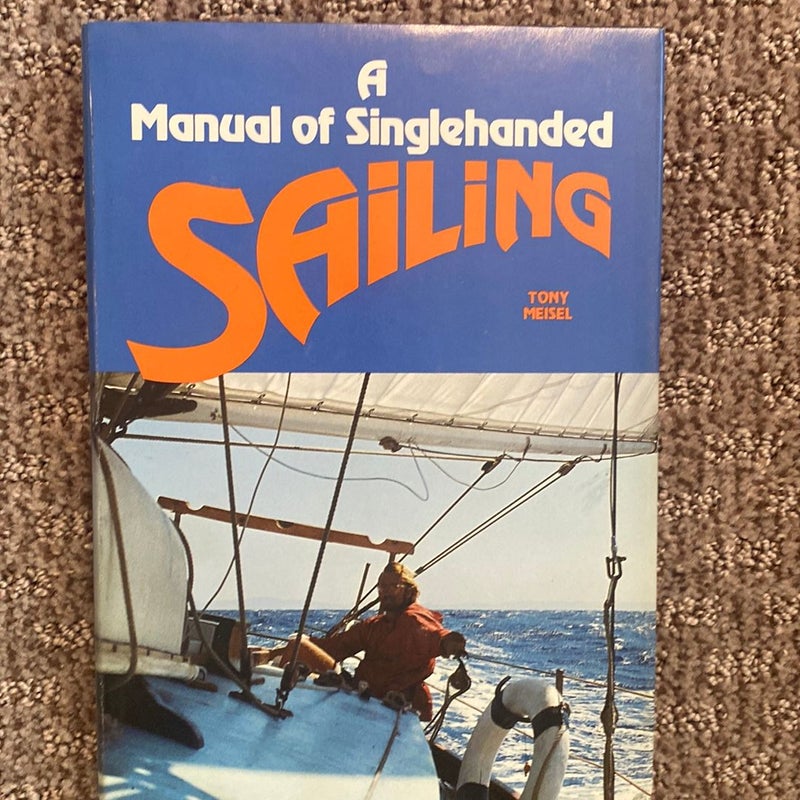 A
Manual of Singlehanded
SAILING
TONY
MEISEL